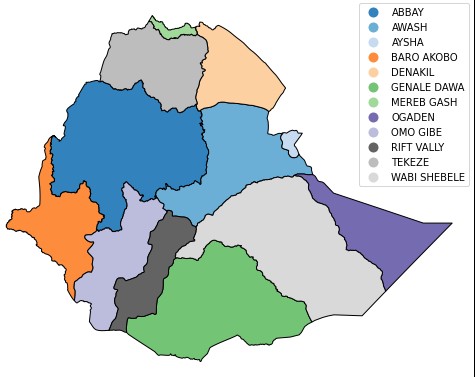 ABBAY
AWASH
AYSHA
BARO AKOBO
DENAKIL
GENALE DAWA
MEREB GASH
OGADEN
OMO GIBE
RIFT VALLY
TEKEZE
WABI SHEBELE